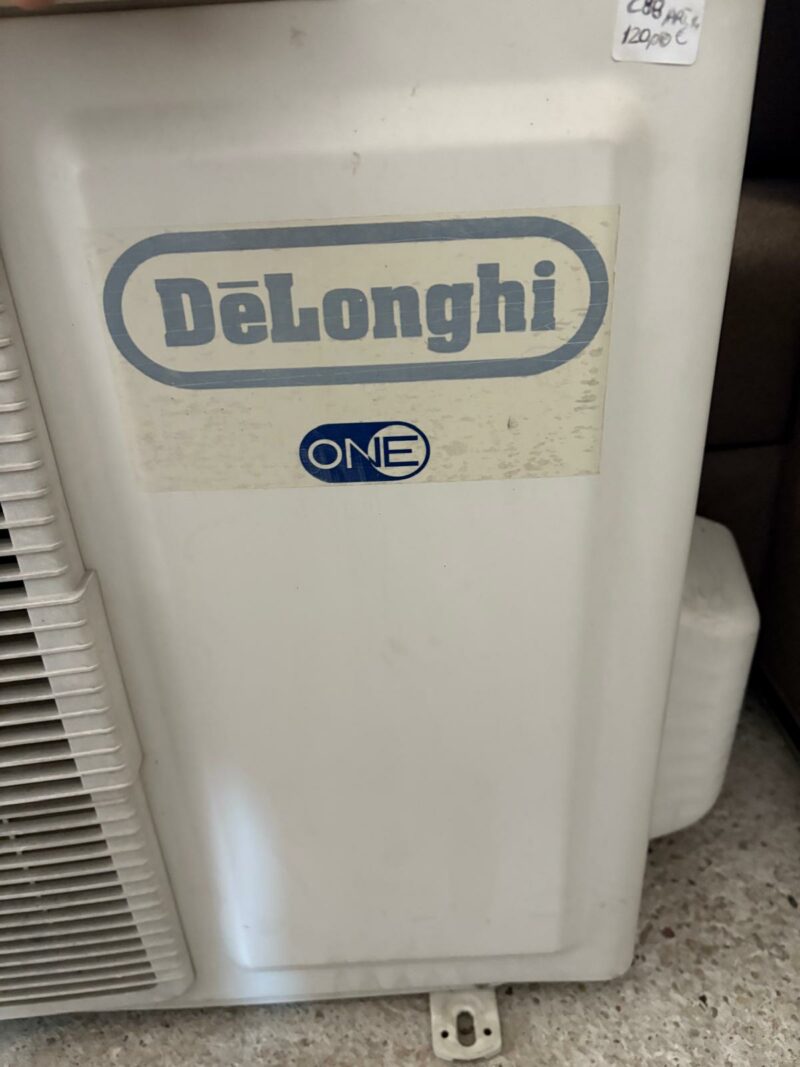 120,00 €
DēLonghi
ONE